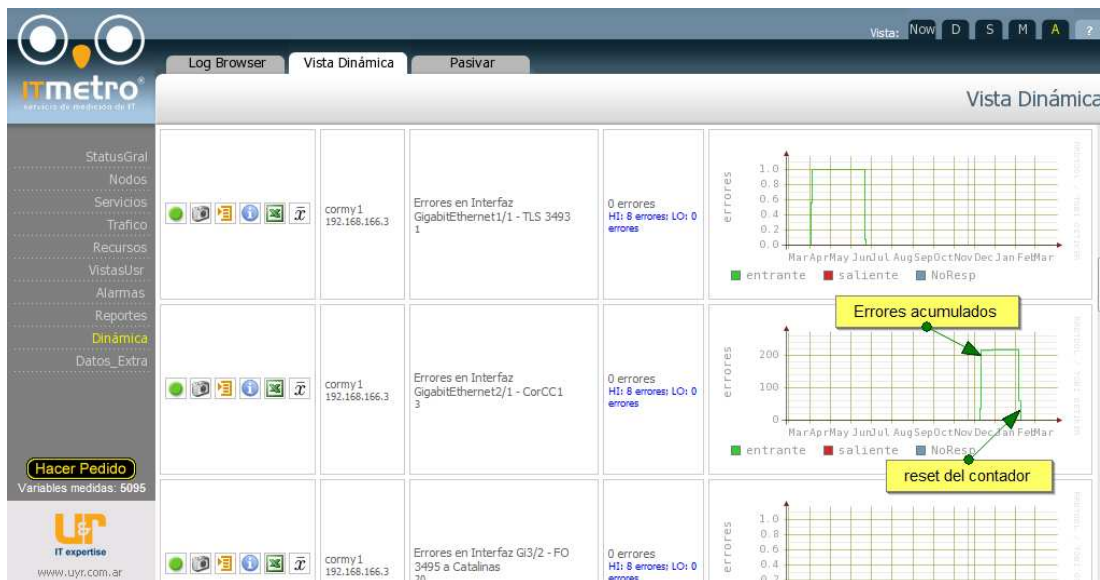 Vista: Now D S M A ?
Log Browser Vista Dinámica Pasivar
ITmetro®
servicio de medición de IT
Vista Dinámica
StatusGral
Nodos
Servicios
Trafico
Recursos
VistasUsr
Alarmas
Reportes
Dinámica
Datos_Extra
Hacer Pedido
Variables medidas: 5095
U&R
IT expertise
www.uyr.com.ar
cormy1
192.168.166.3
Errores en Interfaz
GigabitEthernet1/1 - TLS 3493
1
0 errores
HI: 8 errores; LO: 0
errores
errores
1.0
0.8
0.6
0.4
0.2
0.0
Mar Apr May Jun Jul Aug Sep Oct Nov Dec Jan Feb Mar
entrante saliente NoResp
cormy1
192.168.166.3
Errores en Interfaz
GigabitEthernet2/1 - CorCC1
3
0 errores
HI: 8 errores; LO: 0
errores
Errores acumulados
errores
200
100
0
Mar Apr May Jun Jul Aug Sep Oct Nov Dec Jan Feb Mar
entrante saliente NoResp
reset del contador
cormy1
192.168.166.3
Errores en Interfaz Gi3/2 - FO
3495 a Catalinas
0 errores
HI: 8 errores; LO: 0
errores
errores
1.0
0.8
0.6
0.4